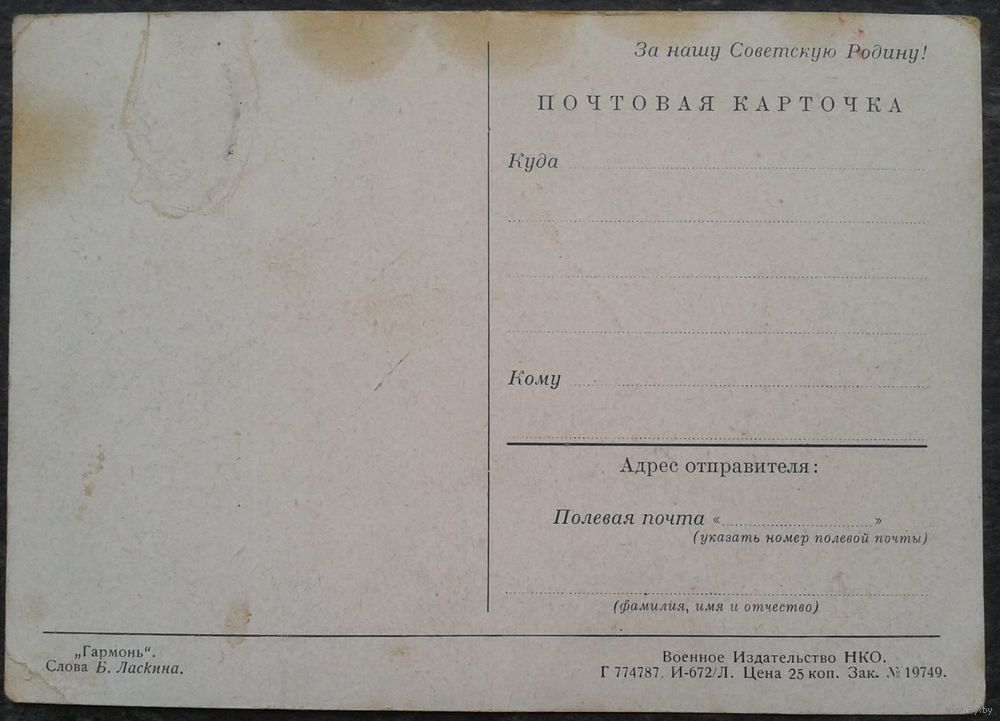 За нашу Советскую Родину!
ПОЧТОВАЯ КАРТОЧКА
Куда
Кому
Адрес отправителя:
Полевая почта « »
(указать номер полевой почты)
(фамилия, имя и отчество)
„Гармонь“.
Слова Б. Ласкина.
Военное Издательство НКО.
Г 774787. И-672/Л. Цена 25 коп. Зак. № 19749.